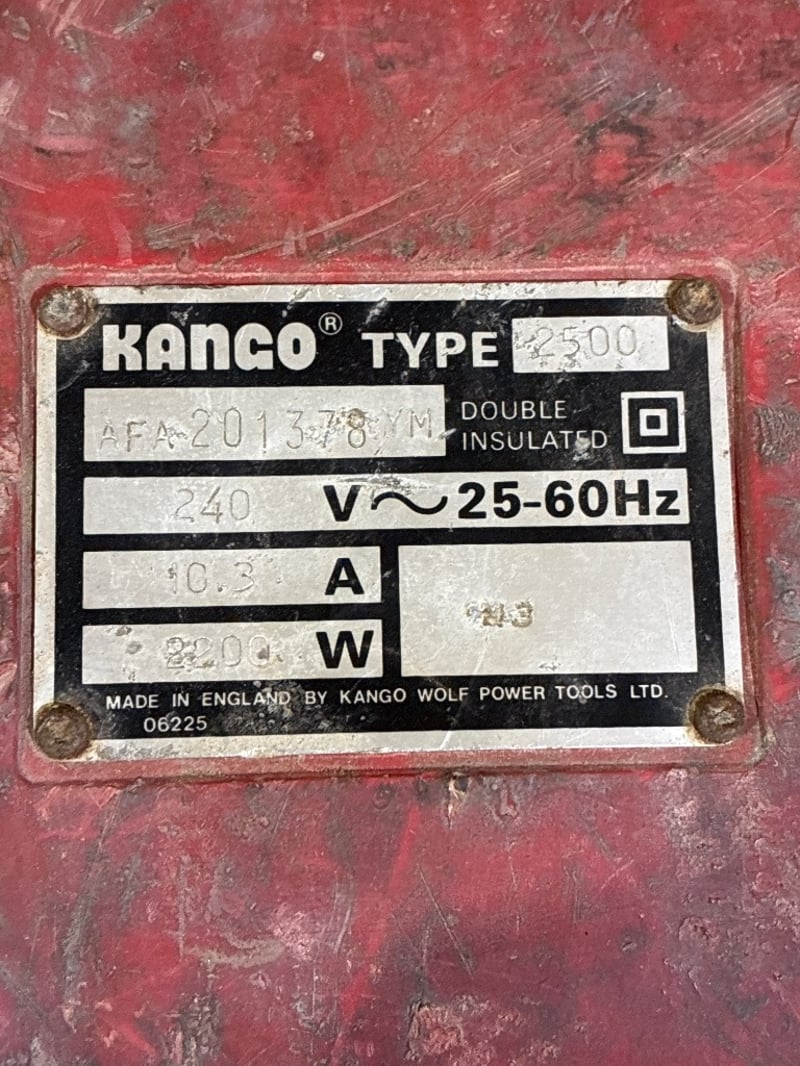 KANGO® TYPE 2500
AFA 201378 YM DOUBLE INSULATED
240 V~ 25-60Hz
10.3 A
2200 W
MADE IN ENGLAND BY KANGO WOLF POWER TOOLS LTD.
06225